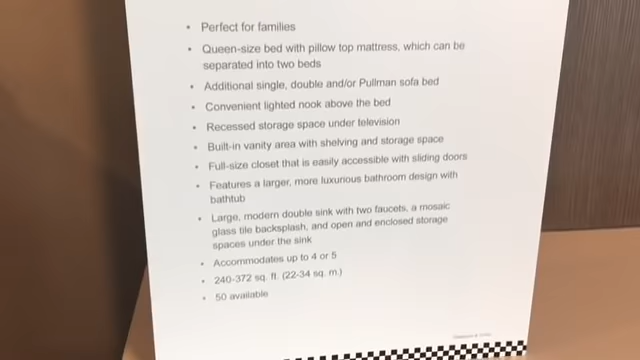 • Perfect for families
• Queen-size bed with pillow top mattress, which can be
separated into two beds
• Additional single, double and/or Pullman sofa bed
• Convenient lighted nook above the bed
• Recessed storage space under television
• Built-in vanity area with shelving and storage space
• Full-size closet that is easily accessible with sliding doors
• Features a larger, more luxurious bathroom design with
bathtub
• Large, modern double sink with two faucets, a mosaic
glass tile backsplash, and open and enclosed storage
spaces under the sink
• Accommodates up to 4 or 5
• 240-372 sq. ft. (22-34 sq. m.)
• 50 available